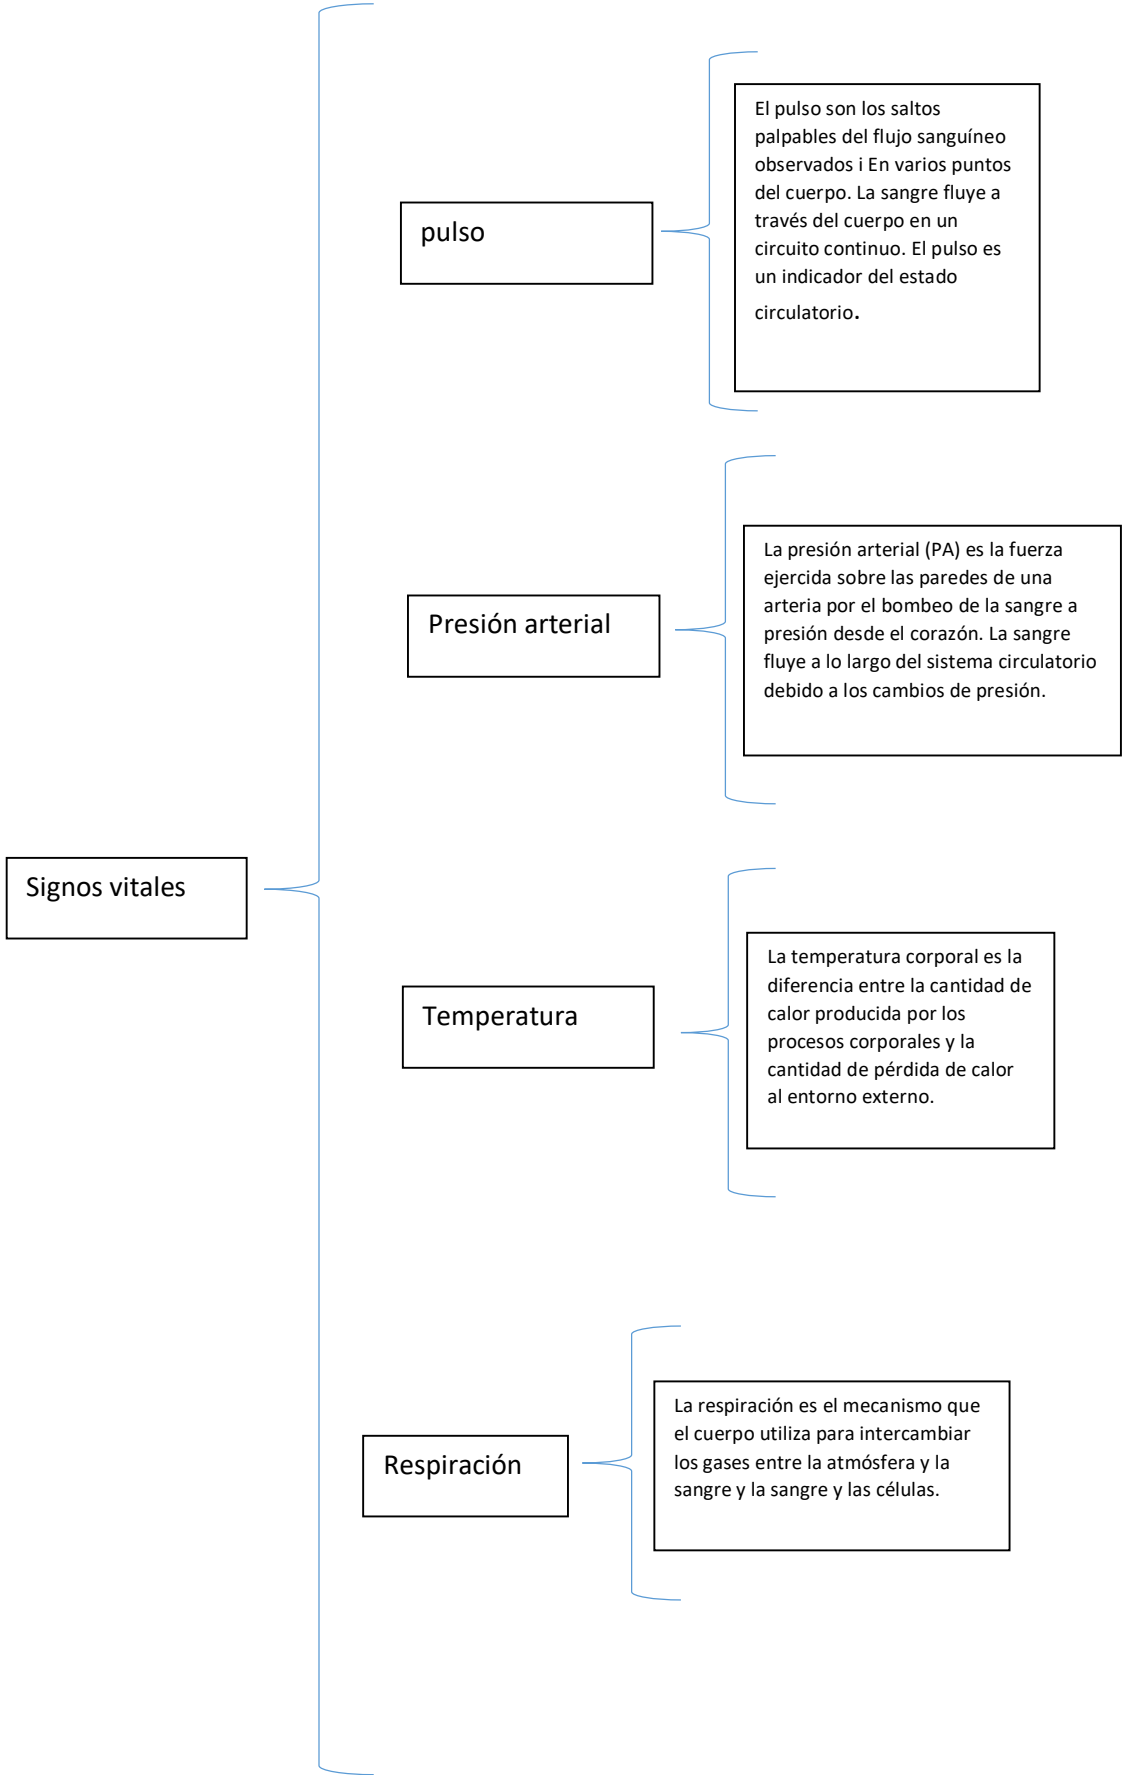 El pulso son los saltos
palpables del flujo sanguíneo
observados i En varios puntos
del cuerpo. La sangre fluye a
través del cuerpo en un
circuito continuo. El pulso es
un indicador del estado
circulatorio.
pulso
La presión arterial (PA) es la fuerza
ejercida sobre las paredes de una
arteria por el bombeo de la sangre a
presión desde el corazón. La sangre
fluye a lo largo del sistema circulatorio
debido a los cambios de presión.
Presión arterial
Signos vitales
La temperatura corporal es la
diferencia entre la cantidad de
calor producida por los
procesos corporales y la
cantidad de pérdida de calor
al entorno externo.
Temperatura
La respiración es el mecanismo que
el cuerpo utiliza para intercambiar
los gases entre la atmósfera y la
sangre y la sangre y las células.
Respiración